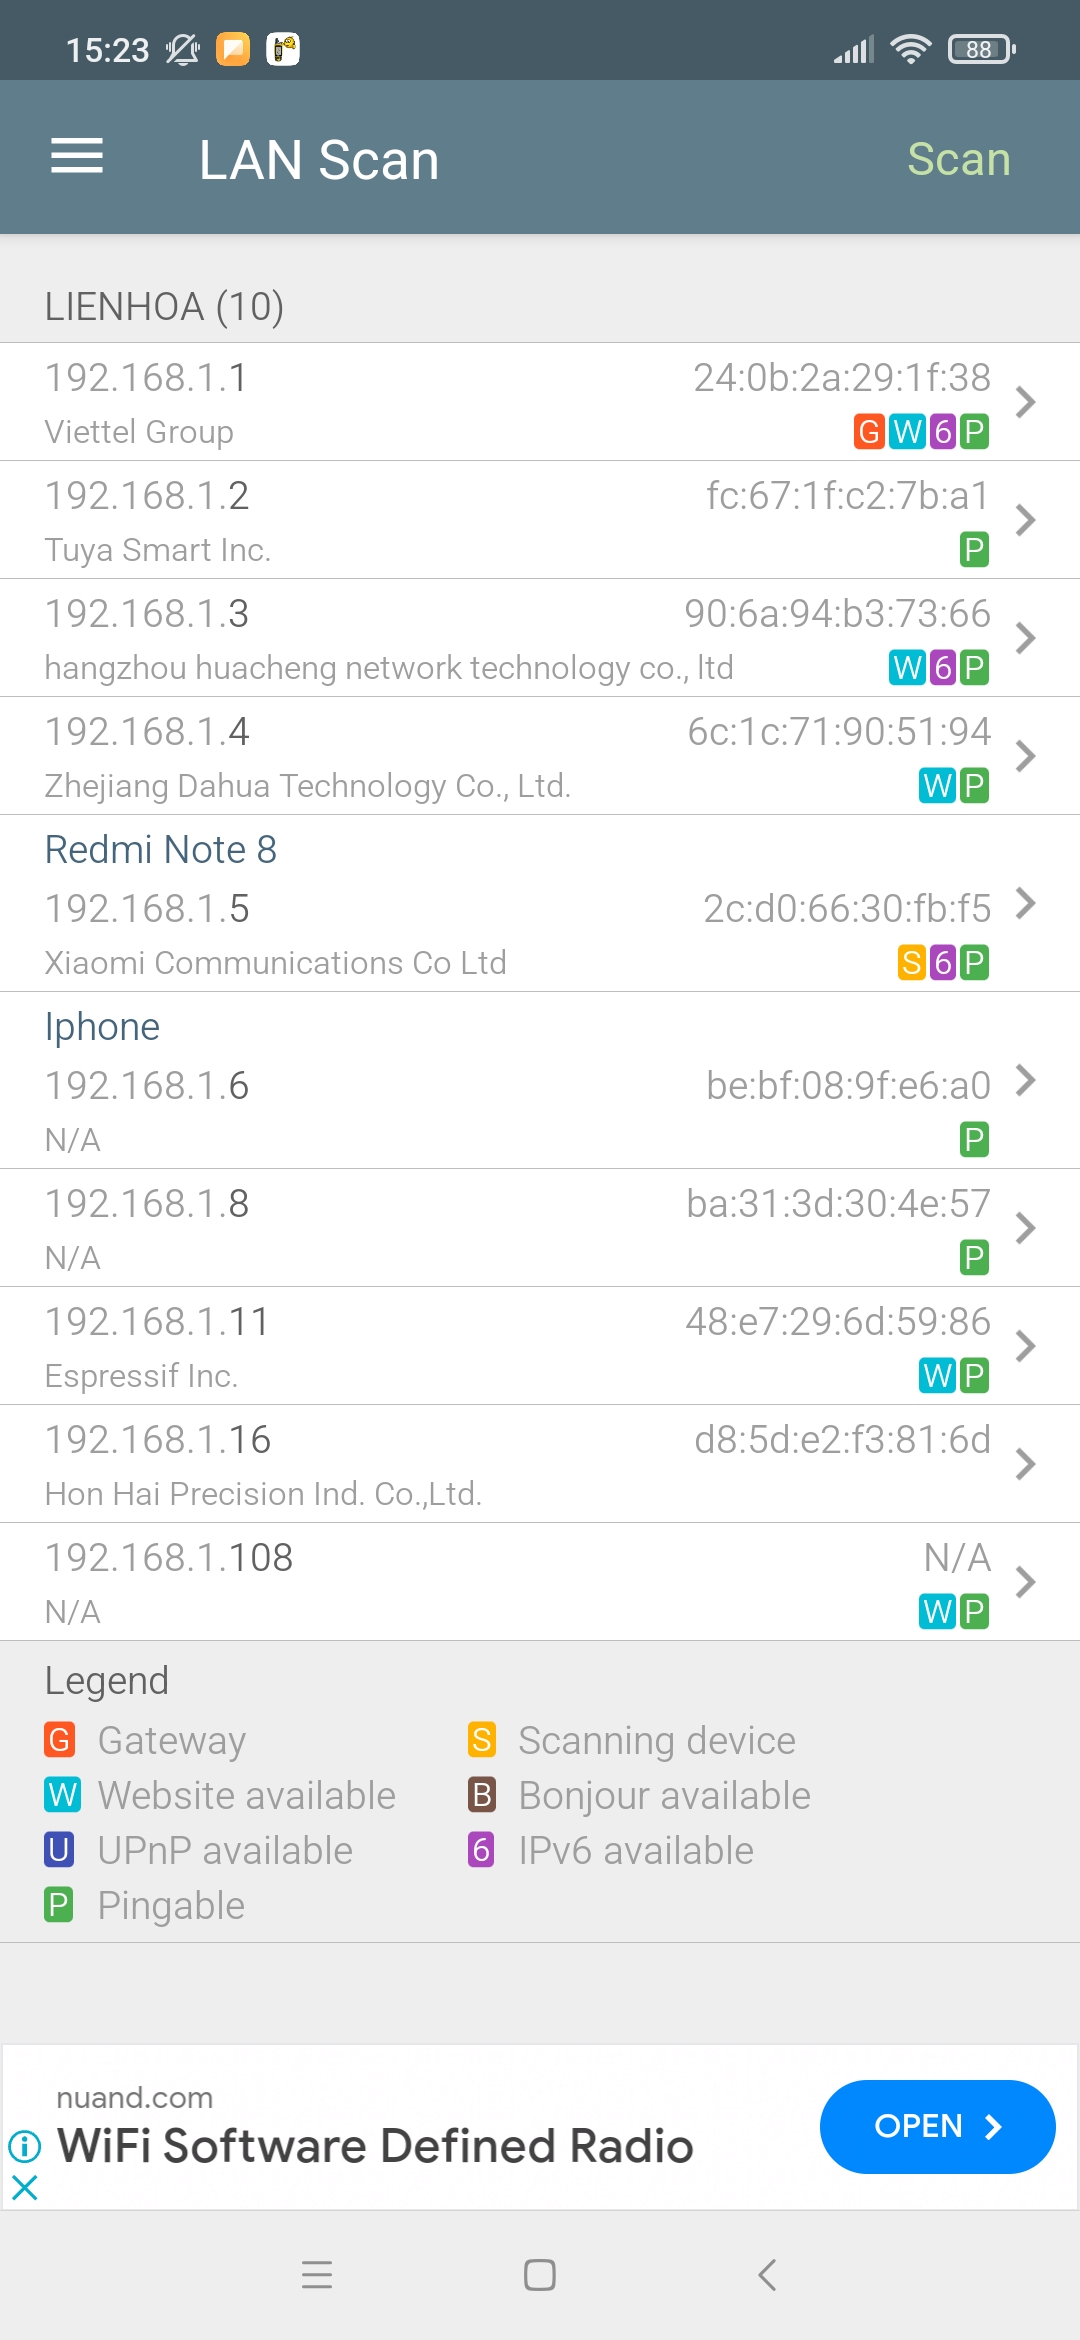 15:23 88
LAN Scan Scan
LIENHOA (10)
192.168.1.1 24:0b:2a:29:1f:38
Viettel Group G W 6 P
192.168.1.2 fc:67:1f:c2:7b:a1
Tuya Smart Inc. P
192.168.1.3 90:6a:94:b3:73:66
hangzhou huacheng network technology co., ltd W 6 P
192.168.1.4 6c:1c:71:90:51:94
Zhejiang Dahua Technology Co., Ltd. W P
Redmi Note 8
192.168.1.5 2c:d0:66:30:fb:f5
Xiaomi Communications Co Ltd S 6 P
Iphone
192.168.1.6 be:bf:08:9f:e6:a0
N/A P
192.168.1.8 ba:31:3d:30:4e:57
N/A P
192.168.1.11 48:e7:29:6d:59:86
Espressif Inc. W P
192.168.1.16 d8:5d:e2:f3:81:6d
Hon Hai Precision Ind. Co.,Ltd.
192.168.1.108 N/A
N/A W P
Legend
G Gateway S Scanning device
W Website available B Bonjour available
U UPnP available 6 IPv6 available
P Pingable
nuand.com
WiFi Software Defined Radio
OPEN